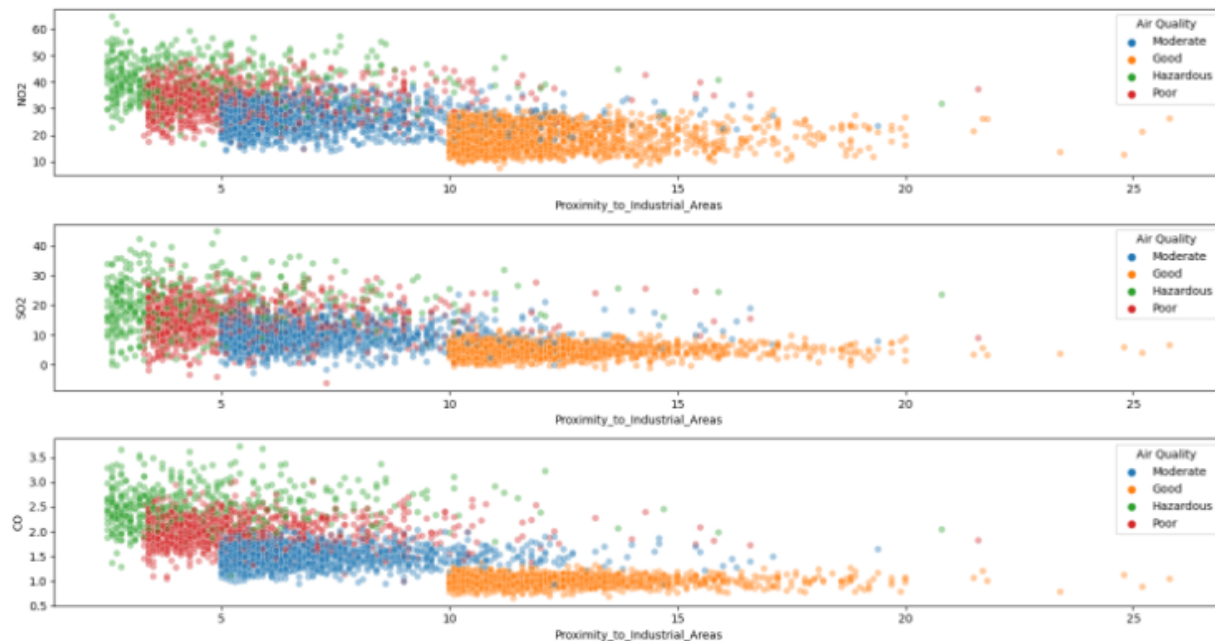 Air Quality
Moderate
Good
Hazardous
Poor
NO2
60
50
40
30
20
10
5 10 15 20 25
Proximity_to_Industrial_Areas
Air Quality
Moderate
Good
Hazardous
Poor
SO2
40
30
20
10
0
5 10 15 20 25
Proximity_to_Industrial_Areas
Air Quality
Moderate
Good
Hazardous
Poor
CO
3.5
3.0
2.5
2.0
1.5
1.0
0.5
5 10 15 20 25
Proximity_to_Industrial_Areas